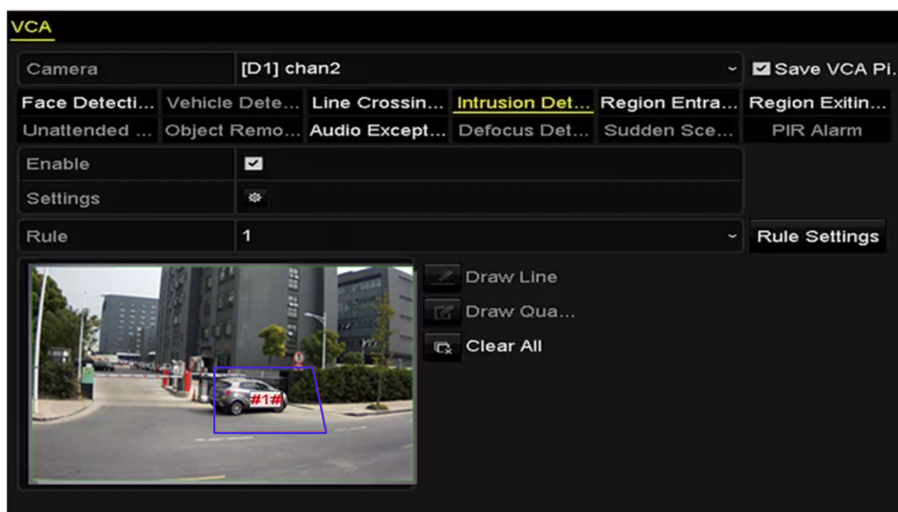 VCA
Camera [D1] chan2 Save VCA Pi.
Face Detecti... Vehicle Dete... Line Crossin... Intrusion Det... Region Entra... Region Exitin...
Unattended ... Object Remo... Audio Except... Defocus Det... Sudden Sce... PIR Alarm
Enable
Settings
Rule 1 Rule Settings
Draw Line
Draw Qua...
Clear All
#1#